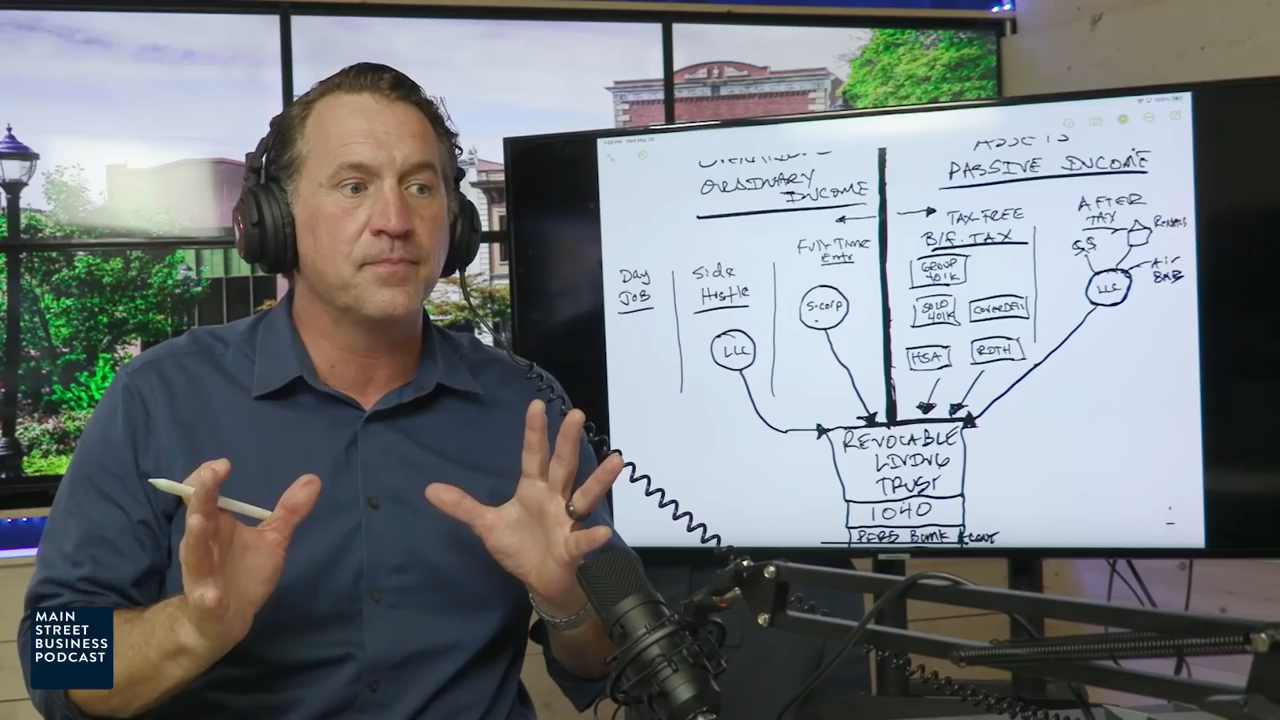 ORDINARY
INCOME
DAY
JOB
Side
Hustle
LLC
FULL-TIME
Entr
S-corp
PASSIVE INCOME
TAX-FREE
B/F. TAX
GROUP
401K
SOLO
401K
COVERDELL
HSA
ROTH
AFTER
TAX
$$
RENTALS
Air
BNB
LLC
REVOCABLE
LIVING
TRUST
1040
PERS BANK
MAIN
STREET
BUSINESS
PODCAST